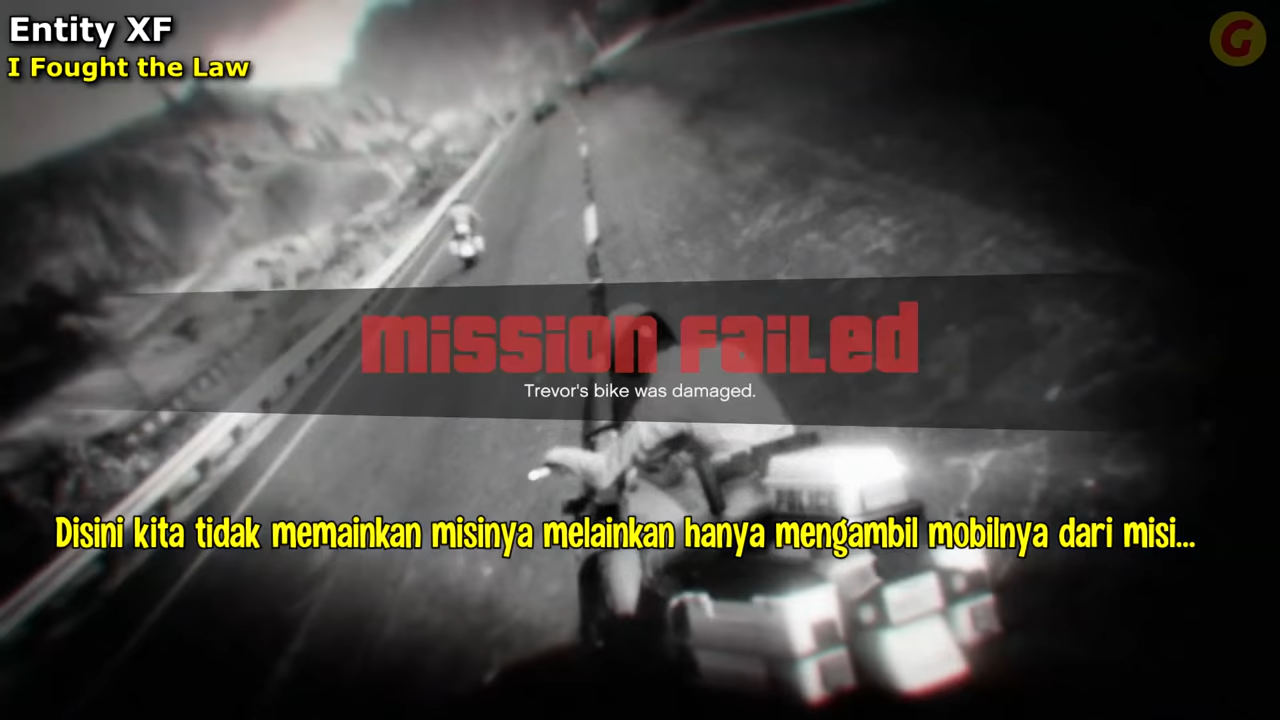 Entity XF
I Fought the Law
G
mission failed
Trevor's bike was damaged.
POLICE
Disini kita tidak memainkan misinya melainkan hanya mengambil mobilnya dari misi...